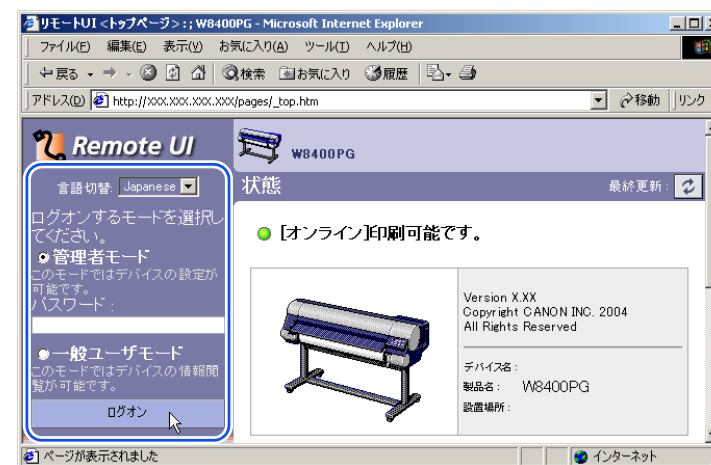 リモートUI <トップページ> : ; W8400PG - Microsoft Internet Explorer
ファイル(F) 編集(E) 表示(V) お気に入り(A) ツール(T) ヘルプ(H)
戻る 検索 お気に入り 履歴
アドレス(D) http://xxx.xxx.xxx.xxx/pages/_top.htm 移動 リンク
Remote UI
W8400PG
言語切替: Japanese
状態
最終更新 :
ログオンするモードを選択し
てください。
管理者モード
このモードではデバイスの設定が
可能です。
パスワード :
一般ユーザモード
このモードではデバイスの情報閲
覧が可能です。
ログオン
[オンライン]印刷可能です。
Version X.XX
Copyright CANON INC. 2004
All Rights Reserved
デバイス名 :
製品名 : W8400PG
設置場所 :
ページが表示されました
インターネット